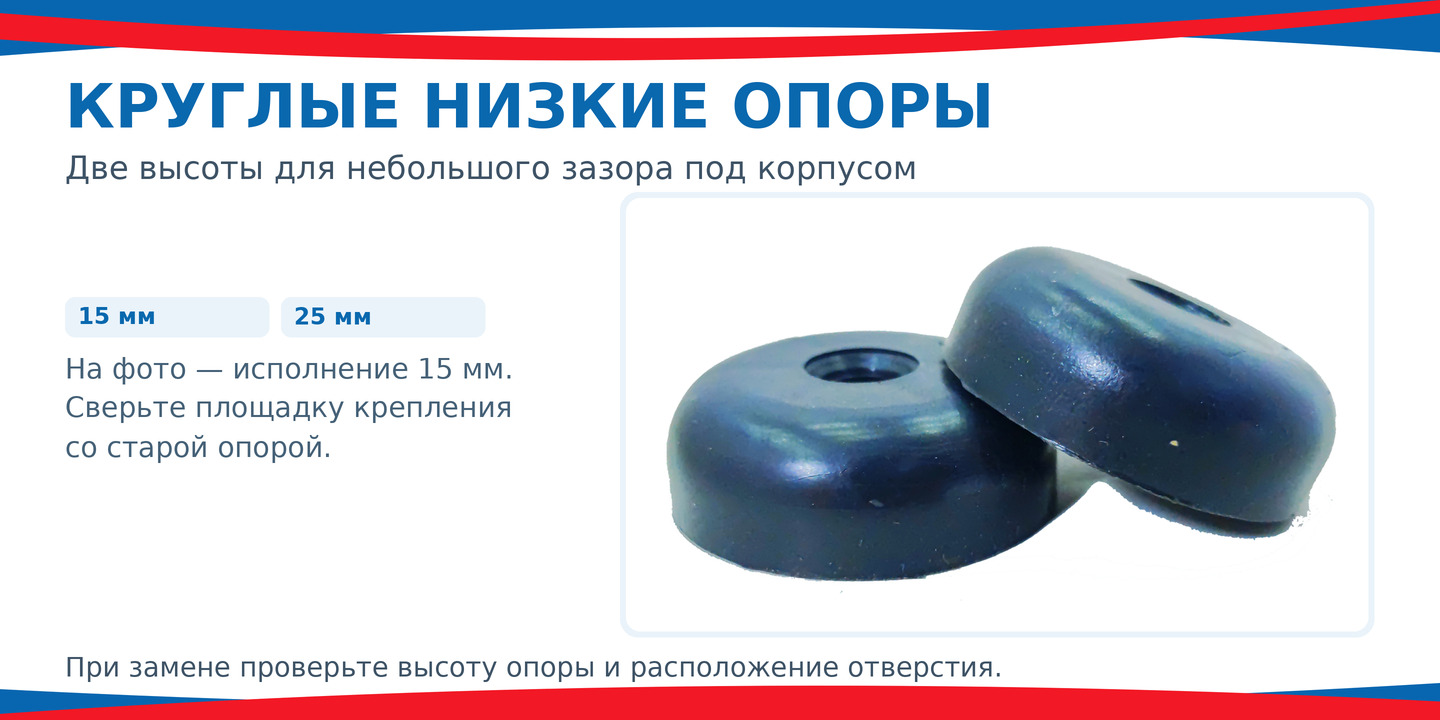 КРУГЛЫЕ НИЗКИЕ ОПОРЫ
Две высоты для небольшого зазора под корпусом
15 мм
25 мм
На фото — исполнение 15 мм.
Сверьте площадку крепления
со старой опорой.
При замене проверьте высоту опоры и расположение отверстия.